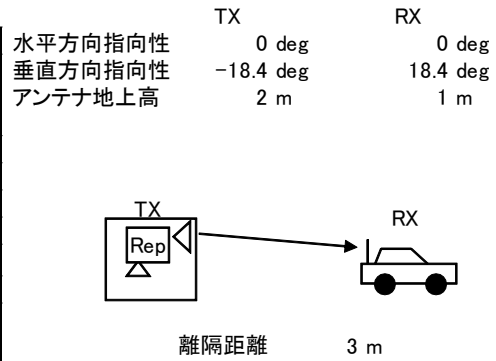 TX RX
水平方向指向性 0 deg 0 deg
垂直方向指向性 -18.4 deg 18.4 deg
アンテナ地上高 2 m 1 m
TX
RX
Rep
離隔距離 3 m